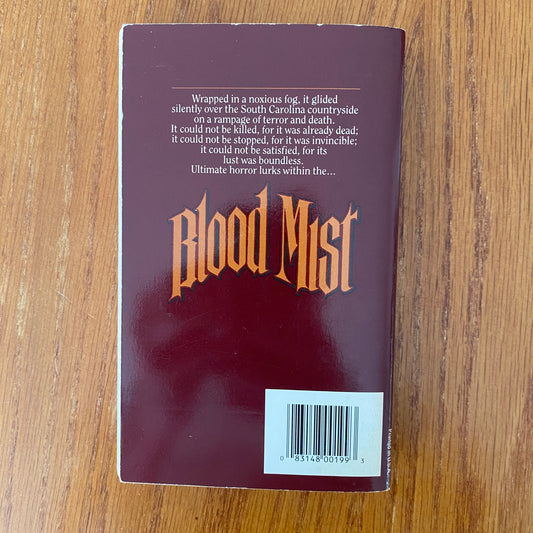 Wrapped in a noxious fog, it glided
silently over the South Carolina countryside
on a rampage of terror and death.
It could not be killed, for it was already dead;
it could not be stopped, for it was invincible;
it could not be satisfied, for its
lust was boundless.
Ultimate horror lurks within the...
Blood Mist
0 83148 00199 3